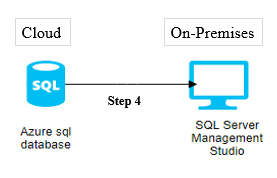 Cloud
On-Premises
SQL
Step 4
Azure sql
database
SQL Server
Management
Studio